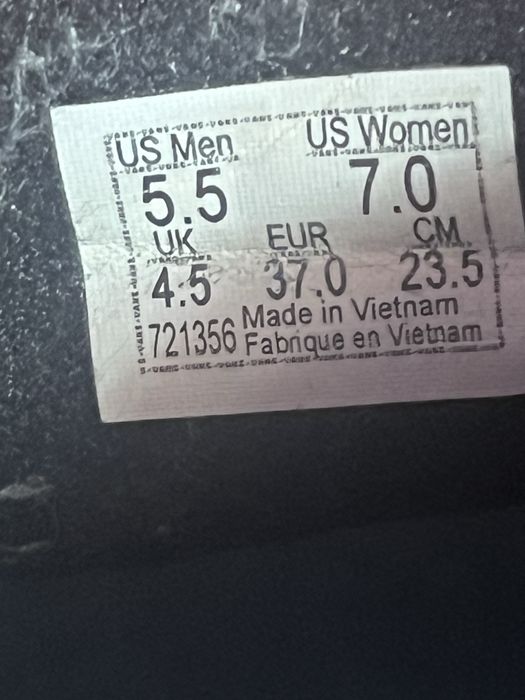 US Men US Women
5.5 7.0
UK EUR CM
4.5 37.0 23.5
721356 Made in Vietnam
Fabrique en Vietnam